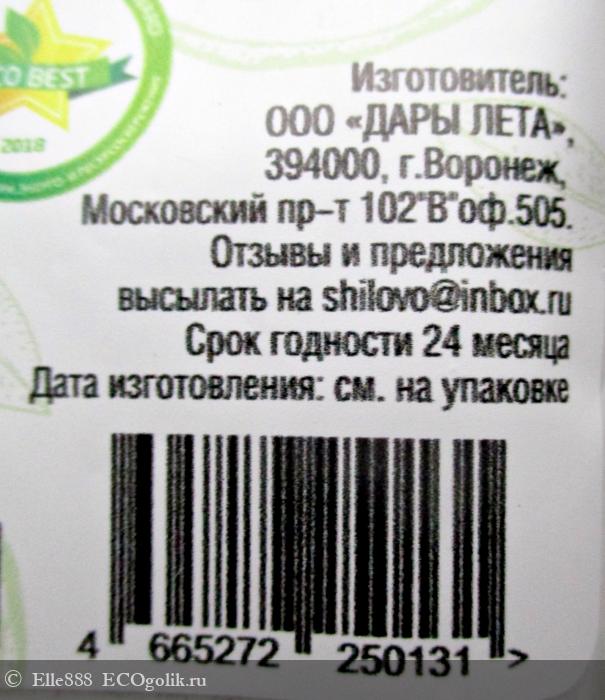 CO BEST
2018
Изготовитель:
ООО «ДАРЫ ЛЕТА»,
394000, г.Воронеж,
Московский пр-т 102"В"оф.505.
Отзывы и предложения
высылать на shilovo@inbox.ru
Срок годности 24 месяца
Дата изготовления: см. на упаковке
4 665272 250131 >
© Elle888 ECOgolik.ru